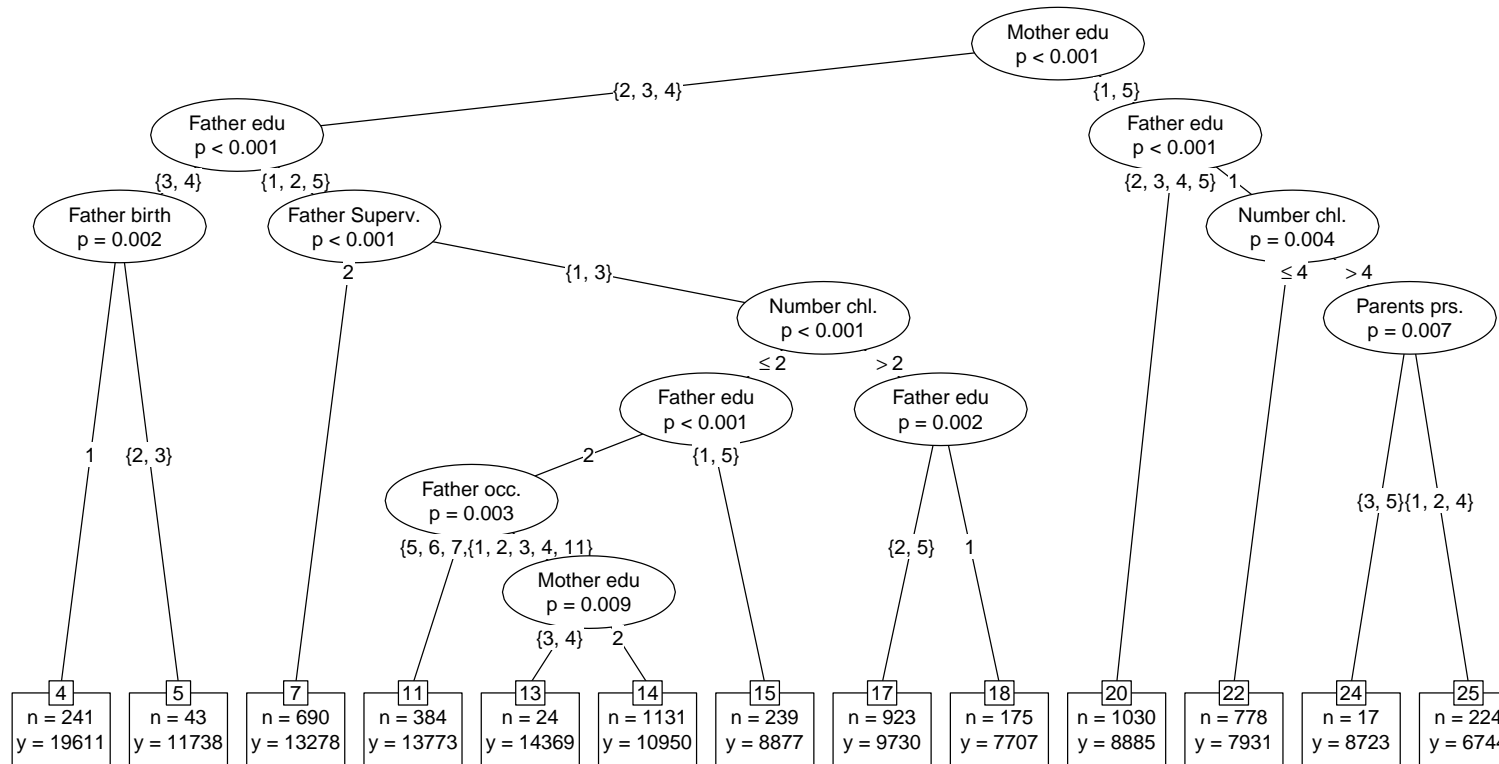 Mother edu
p < 0.001
{2, 3, 4}
{1, 5}
Father edu
p < 0.001
Father edu
p < 0.001
{3, 4}
{1, 2, 5}
{2, 3, 4, 5}
1
Father birth
p = 0.002
Father Superv.
p < 0.001
Number chl.
p = 0.004
2
{1, 3}
≤ 4
> 4
Number chl.
p < 0.001
Parents prs.
p = 0.007
≤ 2
> 2
Father edu
p < 0.001
Father edu
p = 0.002
1
{2, 3}
2
{1, 5}
Father occ.
p = 0.003
{3, 5}
{1, 2, 4}
{5, 6, 7,
{1, 2, 3, 4, 11}
{2, 5}
1
Mother edu
p = 0.009
{3, 4}
2
4
n = 241
y = 19611
5
n = 43
y = 11738
7
n = 690
y = 13278
11
n = 384
y = 13773
13
n = 24
y = 14369
14
n = 1131
y = 10950
15
n = 239
y = 8877
17
n = 923
y = 9730
18
n = 175
y = 7707
20
n = 1030
y = 8885
22
n = 778
y = 7931
24
n = 17
y = 8723
25
n = 224
y = 6744